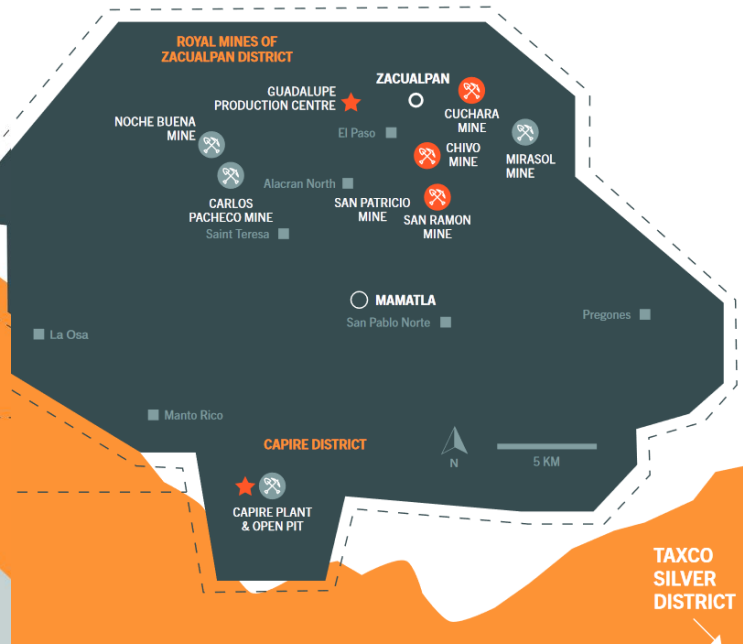 ROYAL MINES OF
ZACUALPAN DISTRICT
ZACUALPAN
GUADALUPE
PRODUCTION CENTRE
CUCHARA
MINE
NOCHE BUENA
MINE
El Paso
CHIVO
MINE
MIRASOL
MINE
Alacran North
CARLOS
PACHECO MINE
SAN PATRICIO
MINE
SAN RAMON
MINE
Saint Teresa
MAMATLA
San Pablo Norte
Pregones
La Osa
Manto Rico
CAPIRE DISTRICT
N
5 KM
CAPIRE PLANT
& OPEN PIT
TAXCO
SILVER
DISTRICT